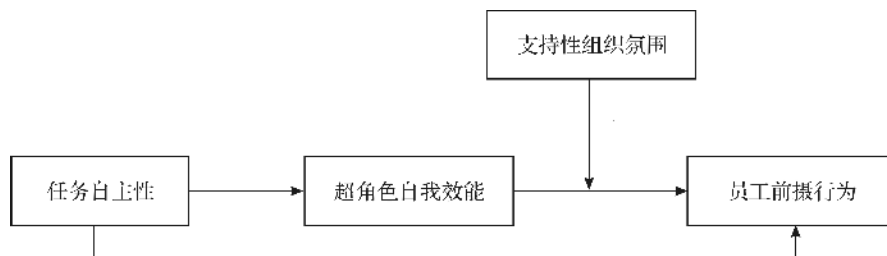 支持性组织氛围
任务自主性
超角色自我效能
员工前摄行为